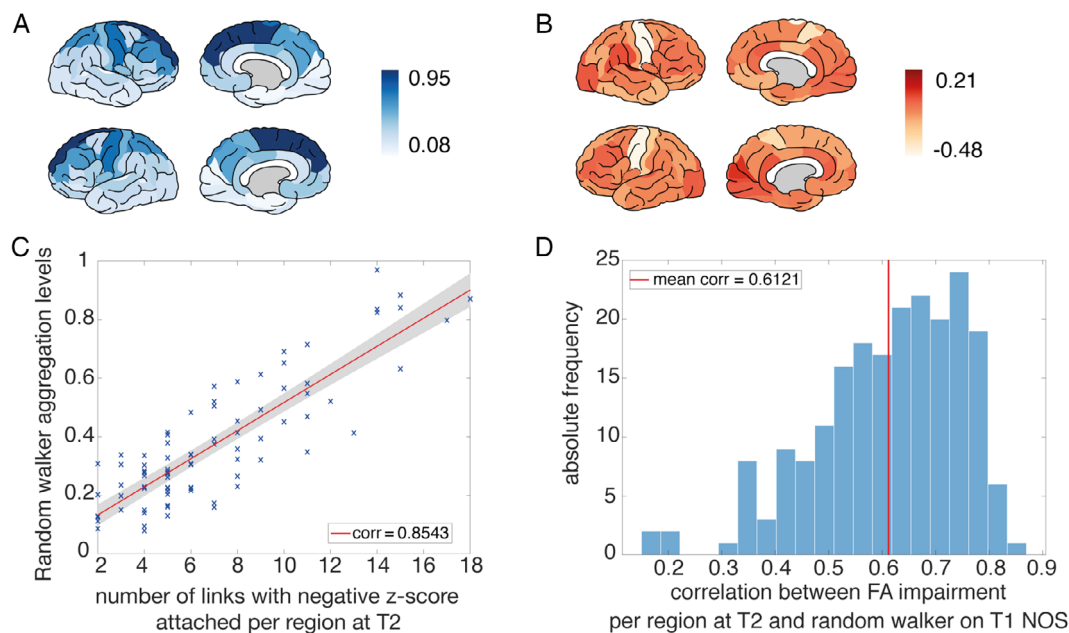 A
0.95
0.08
B
0.21
-0.48
C
Random walker aggregation levels
1
0.8
0.6
0.4
0.2
0
2 4 6 8 10 12 14 16 18
corr = 0.8543
number of links with negative z-score
attached per region at T2
D
absolute frequency
25
20
15
10
5
0
mean corr = 0.6121
0.2 0.3 0.4 0.5 0.6 0.7 0.8 0.9
correlation between FA impairment
per region at T2 and random walker on T1 NOS